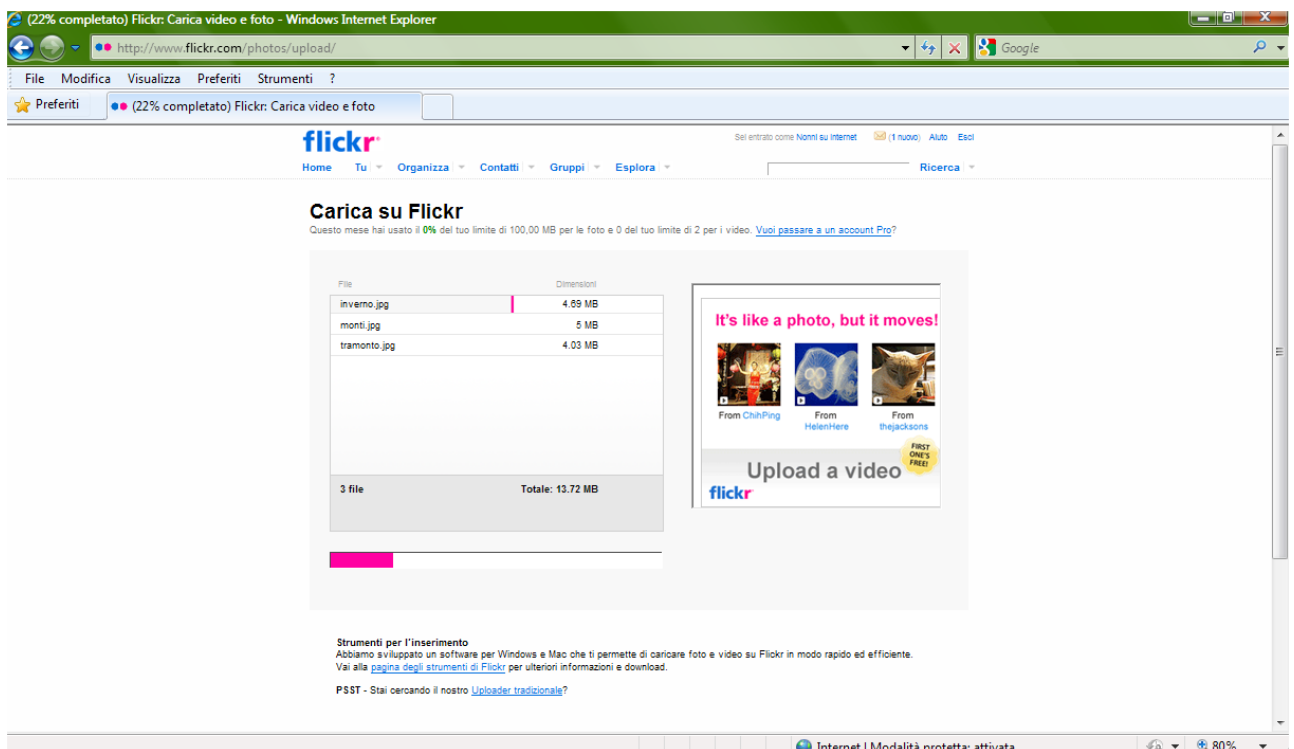 (22% completato) Flickr: Carica video e foto - Windows Internet Explorer
http://www.flickr.com/photos/upload/
Google
File Modifica Visualizza Preferiti Strumenti ?
Preferiti
(22% completato) Flickr: Carica video e foto
flickr
Sei entrato come Nonni su Internet (1 nuovo) Aiuto Esci
Home Tu Organizza Contatti Gruppi Esplora Ricerca
Carica su Flickr
Questo mese hai usato il 0% del tuo limite di 100,00 MB per le foto e 0 del tuo limite di 2 per i video. Vuoi passare a un account Pro?
File Dimensioni
inverno.jpg 4.69 MB
monti.jpg 5 MB
tramonto.jpg 4.03 MB
3 file Totale: 13.72 MB
It's like a photo, but it moves!
From ChihPing
From HelenHere
From thejacksons
FIRST
ONE'S
FREE!
Upload a video
flickr
Strumenti per l'inserimento
Abbiamo sviluppato un software per Windows e Mac che ti permette di caricare foto e video su Flickr in modo rapido ed efficiente.
Vai alla pagina degli strumenti di Flickr per ulteriori informazioni e download.
PSST - Stai cercando il nostro Uploader tradizionale?
Internet | Modalità protetta: attivata 80%